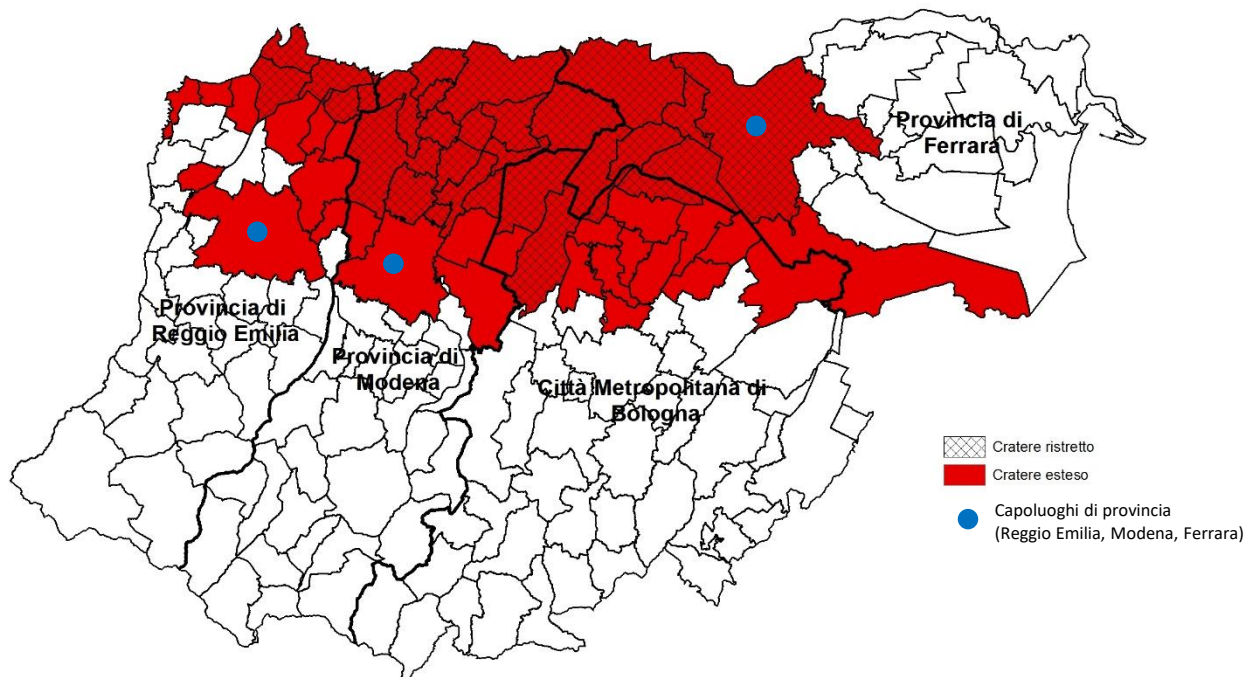 Provincia di
Ferrara
Provincia di
Reggio Emilia
Provincia di
Modena
Città Metropolitana di
Bologna
Cratere ristretto
Cratere esteso
Capoluoghi di provincia
(Reggio Emilia, Modena, Ferrara)